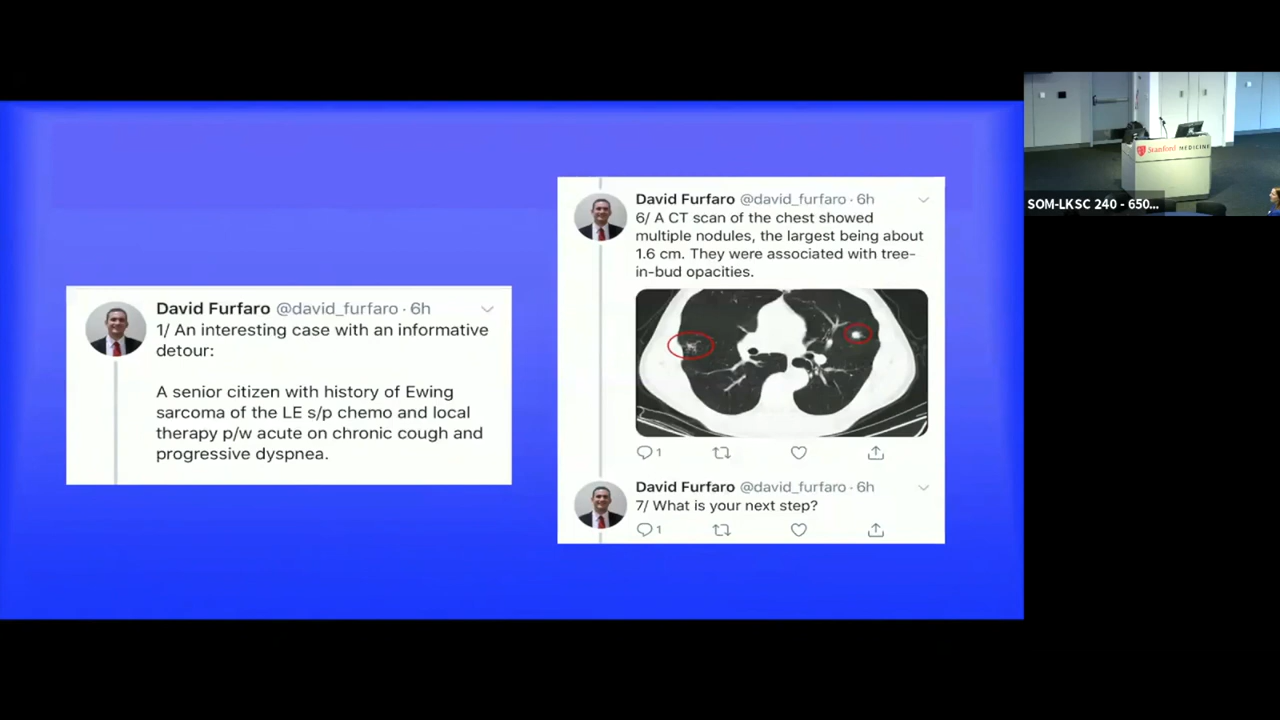 David Furfaro @david_furfaro · 6h
1/ An interesting case with an informative
detour:
A senior citizen with history of Ewing
sarcoma of the LE s/p chemo and local
therapy p/w acute on chronic cough and
progressive dyspnea.
David Furfaro @david_furfaro · 6h
6/ A CT scan of the chest showed
multiple nodules, the largest being about
1.6 cm. They were associated with tree-
in-bud opacities.
1
David Furfaro @david_furfaro · 6h
7/ What is your next step?
1
Stanford MEDICINE
SOM-LKSC 240 - 650...